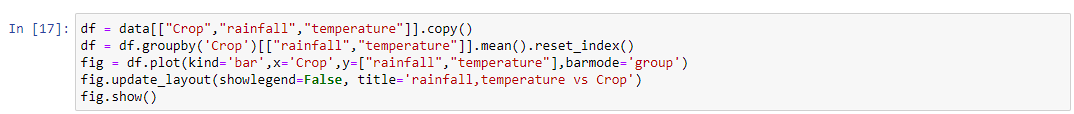 In [17]: df = data[["Crop","rainfall","temperature"]].copy()
df = df.groupby('Crop')[["rainfall","temperature"]].mean().reset_index()
fig = df.plot(kind='bar',x='Crop',y=["rainfall","temperature"],barmode='group')
fig.update_layout(showlegend=False, title='rainfall,temperature vs Crop')
fig.show()